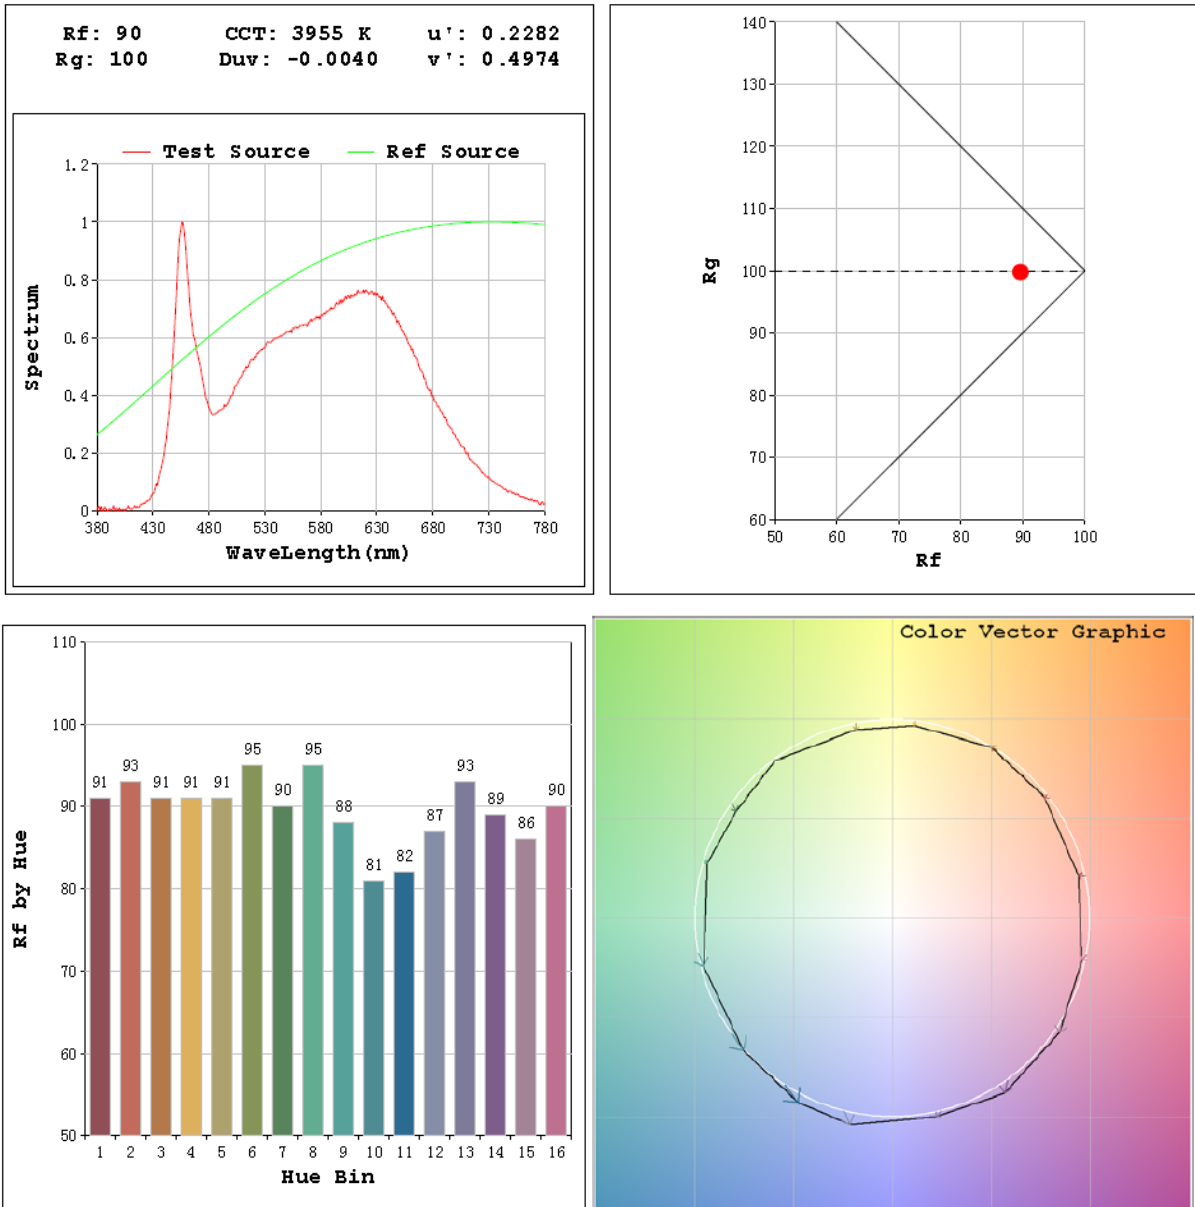 Rf: 90 CCT: 3955 K u': 0.2282
Rg: 100 Duv: -0.0040 v': 0.4974
Test Source Ref Source
1.2
1
0.8
0.6
0.4
0.2
0
Spectrum
380 430 480 530 580 630 680 730 780
WaveLength(nm)
140
130
120
110
100
90
80
70
60
Rg
50 60 70 80 90 100
Rf
110
100
90
80
70
60
50
Rf by Hue
91 93 91 91 91 95 90 95 88 81 82 87 93 89 86 90
1 2 3 4 5 6 7 8 9 10 11 12 13 14 15 16
Hue Bin
Color Vector Graphic